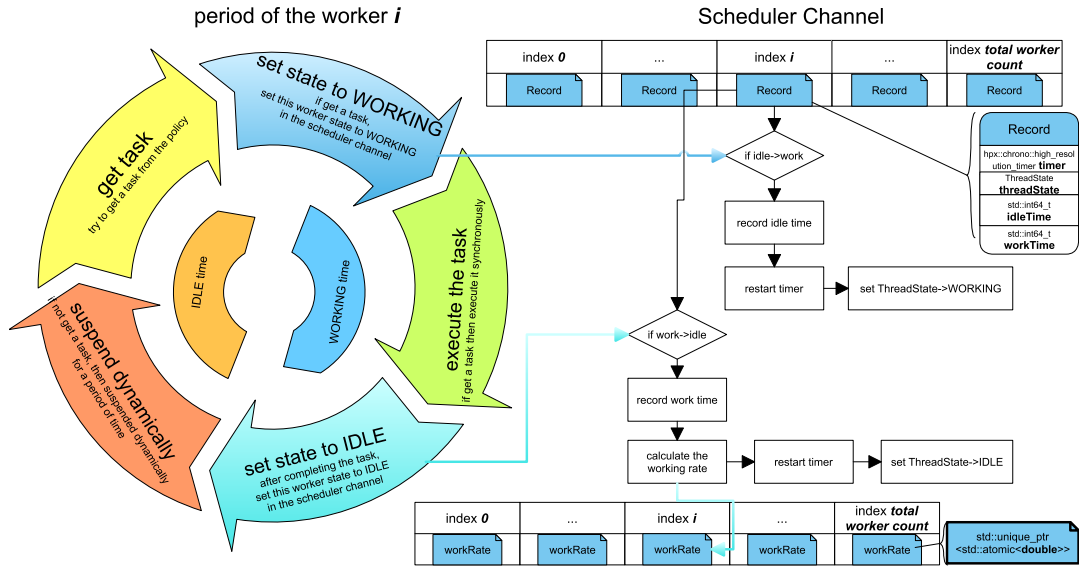 period of the worker i
Scheduler Channel
set state to WORKING
if get a task,
set this worker state to WORKING
in the scheduler channel
get task
try to get a task from the policy
execute the task
if get a task then execute it synchronously
set state to IDLE
after completing the task,
set this worker state to IDLE
in the scheduler channel
suspend dynamically
if not get a task, then suspended dynamically
for a period of time
IDLE time
WORKING time
index 0
...
index i
...
index total worker
count
Record
Record
Record
Record
Record
Record
hpx::chrono::high_resol
ution_timer timer
ThreadState
threadState
std::int64_t
idleTime
std::int64_t
workTime
if idle->work
record idle time
restart timer
set ThreadState->WORKING
if work->idle
record work time
calculate the
working rate
restart timer
set ThreadState->IDLE
index 0
...
index i
...
index total
worker count
workRate
workRate
workRate
workRate
workRate
std::unique_ptr
<std::atomic<double>>